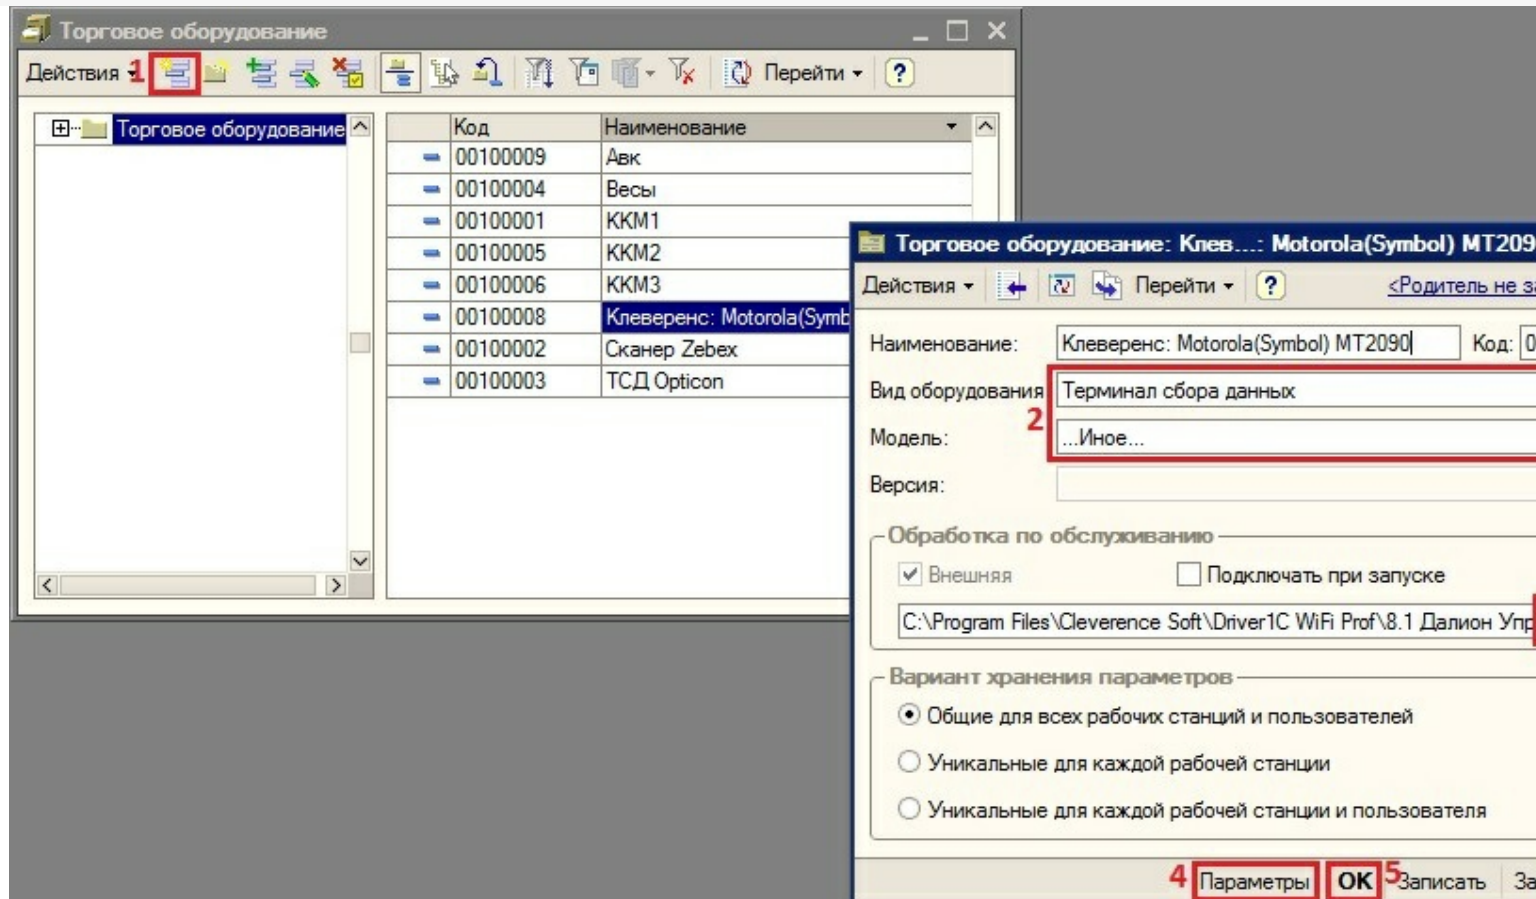 Торговое оборудование
Действия 1 Перейти ?
Торговое оборудование
Код Наименование
00100009 Авк
00100004 Весы
00100001 ККМ1
00100005 ККМ2
00100006 ККМ3
00100008 Клеверенс: Motorola(Symb
00100002 Сканер Zebex
00100003 ТСД Opticon
Торговое оборудование: Клев...: Motorola(Symbol) MT209
Действия Перейти ? <Родитель не за
Наименование: Клеверенс: Motorola(Symbol) MT2090 Код: 0
Вид оборудования Терминал сбора данных
2
Модель: ...Иное...
Версия:
Обработка по обслуживанию
Внешняя Подключать при запуске
C:\Program Files\Cleverence Soft\Driver1C WiFi Prof\8.1 Далион Упр
Вариант хранения параметров
Общие для всех рабочих станций и пользователей
Уникальные для каждой рабочей станции
Уникальные для каждой рабочей станции и пользователя
4 Параметры OK 5 Записать За